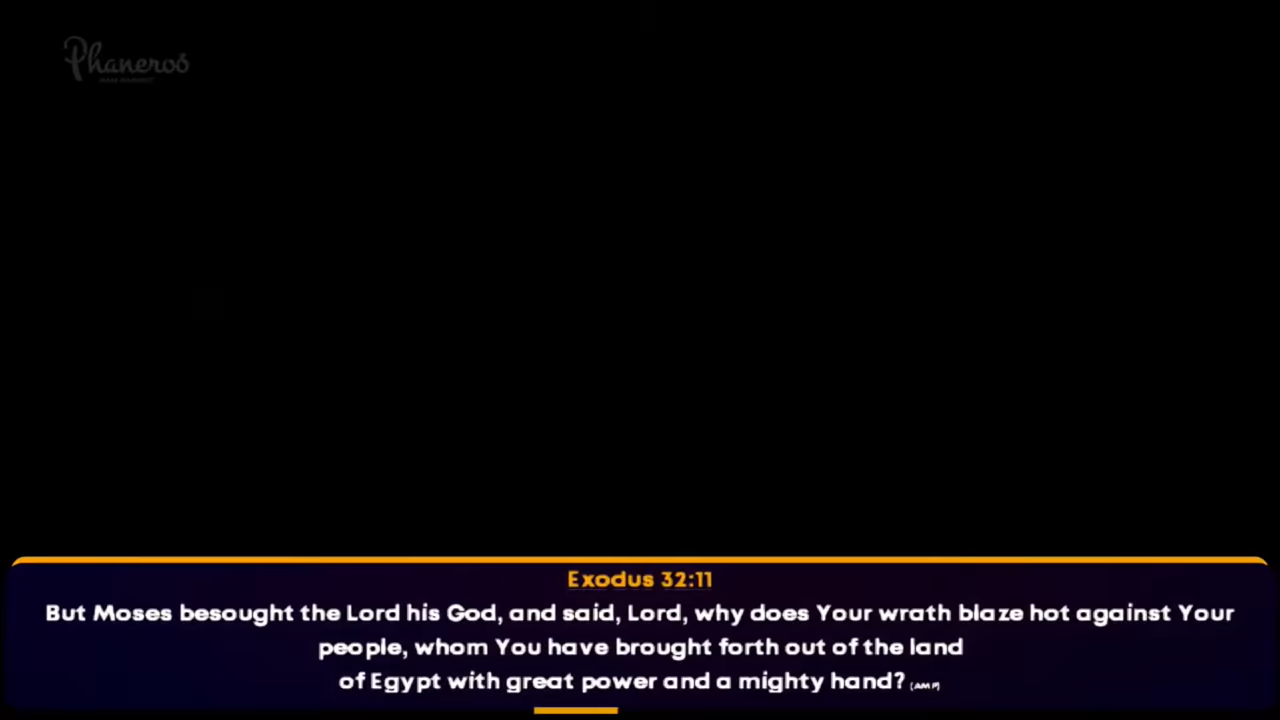 Phaneroo
Exodus 32:11
But Moses besought the Lord his God, and said, Lord, why does Your wrath blaze hot against Your
people, whom You have brought forth out of the land
of Egypt with great power and a mighty hand? (AMP)